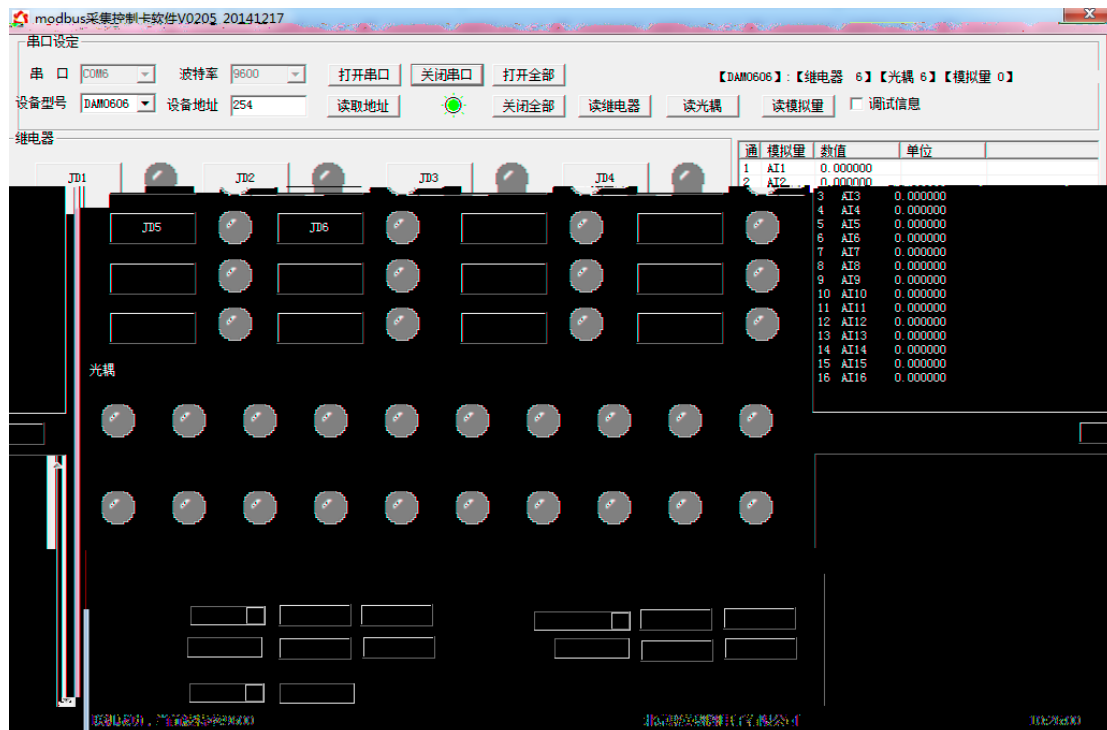 modbus采集控制卡软件V0205 20141217
串口设定
串 口 COM6 波特率 9600 打开串口 关闭串口 打开全部 【DAM0606】:【继电器 6】【光耦 6】【模拟量 0】
设备型号 DAM0606 设备地址 254 读取地址 关闭全部 读继电器 读光耦 读模拟量 调试信息
继电器
JD1 JD2 JD3 JD4
JD5 JD6
光耦
通 模拟量 数值 单位
1 AI1 0.000000
2 AI2 0.000000
3 AI3 0.000000
4 AI4 0.000000
5 AI5 0.000000
6 AI6 0.000000
7 AI7 0.000000
8 AI8 0.000000
9 AI9 0.000000
10 AI10 0.000000
11 AI11 0.000000
12 AI12 0.000000
13 AI13 0.000000
14 AI14 0.000000
15 AI15 0.000000
16 AI16 0.000000